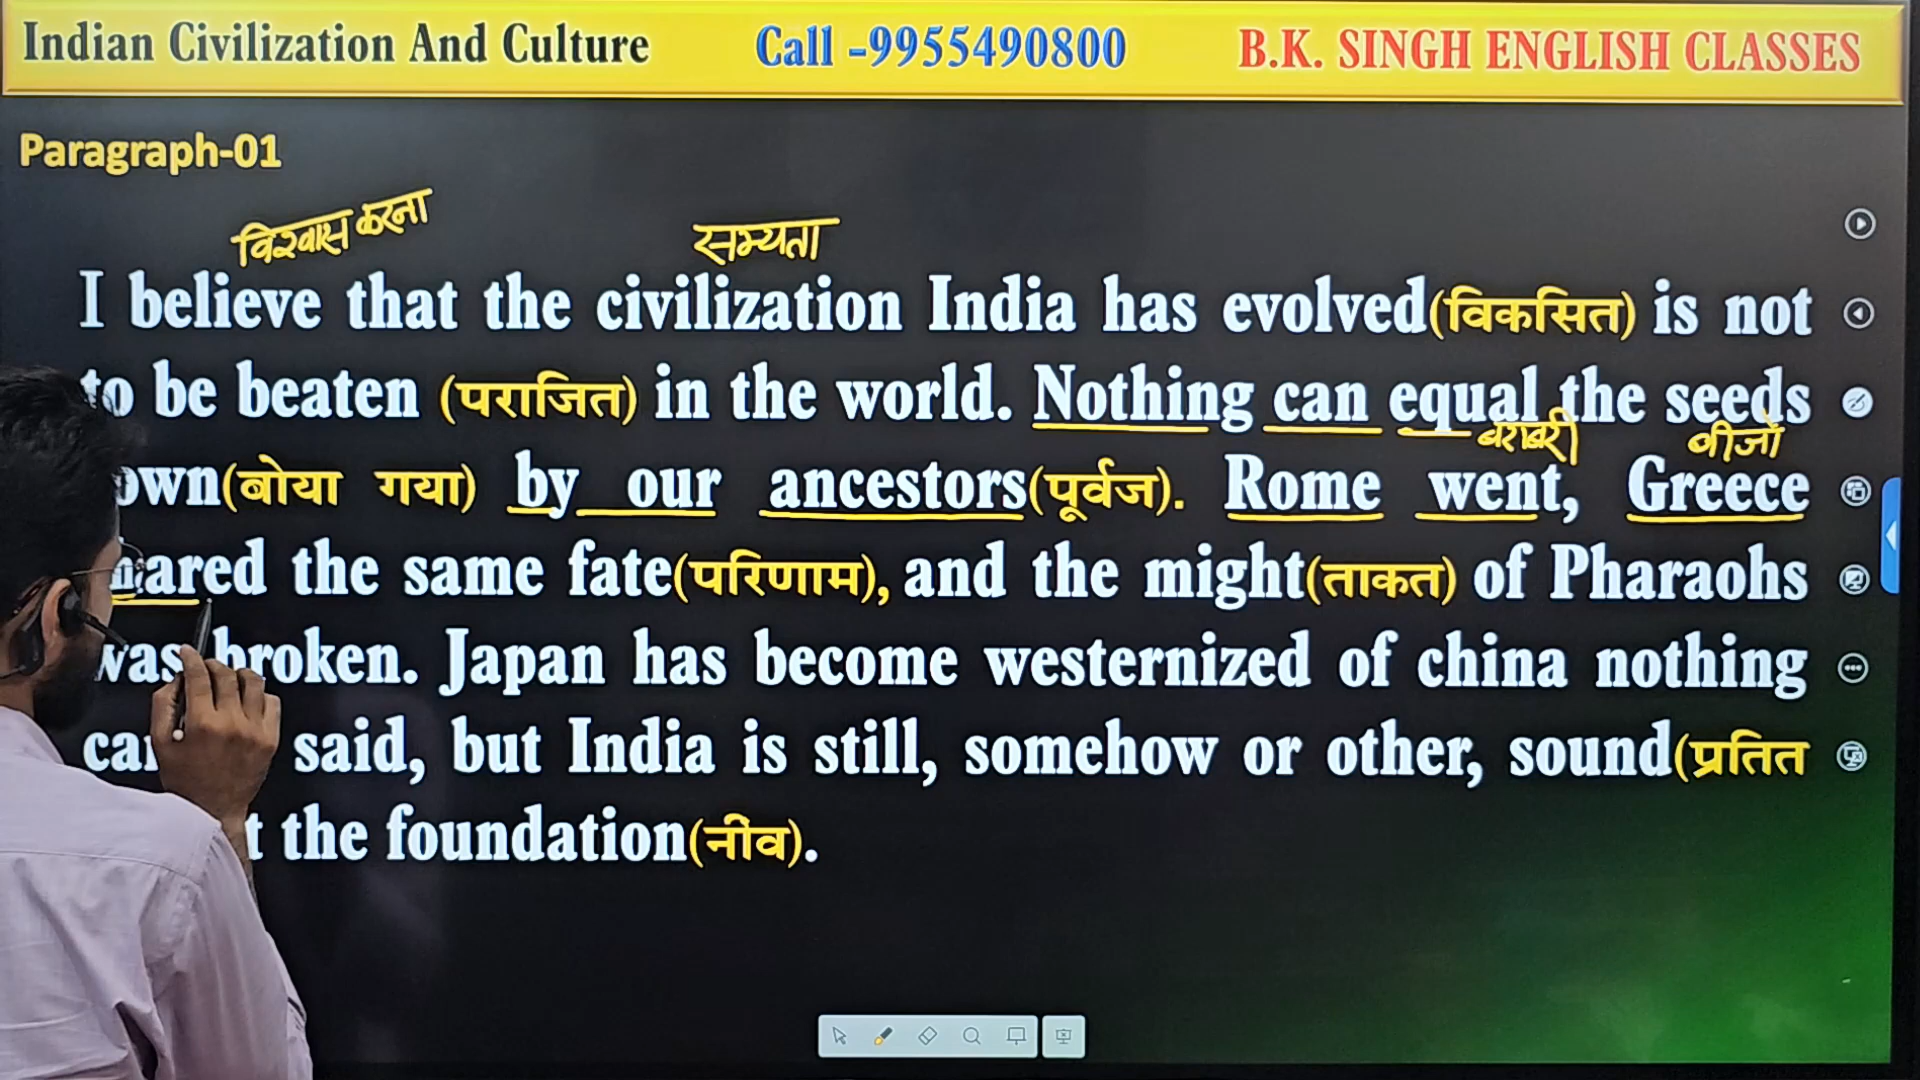 Indian Civilization And Culture Call -9955490800 B.K. SINGH ENGLISH CLASSES
Paragraph-01
विश्वास करना सभ्यता
I believe that the civilization India has evolved(विकसित) is not
to be beaten (पराजित) in the world. Nothing can equal the seeds
बराबरी बीजों
own(बोया गया) by our ancestors(पूर्वज). Rome went, Greece
hared the same fate(परिणाम), and the might(ताकत) of Pharaohs
was broken. Japan has become westernized of china nothing
said, but India is still, somehow or other, sound(प्रतित
the foundation(नींव).